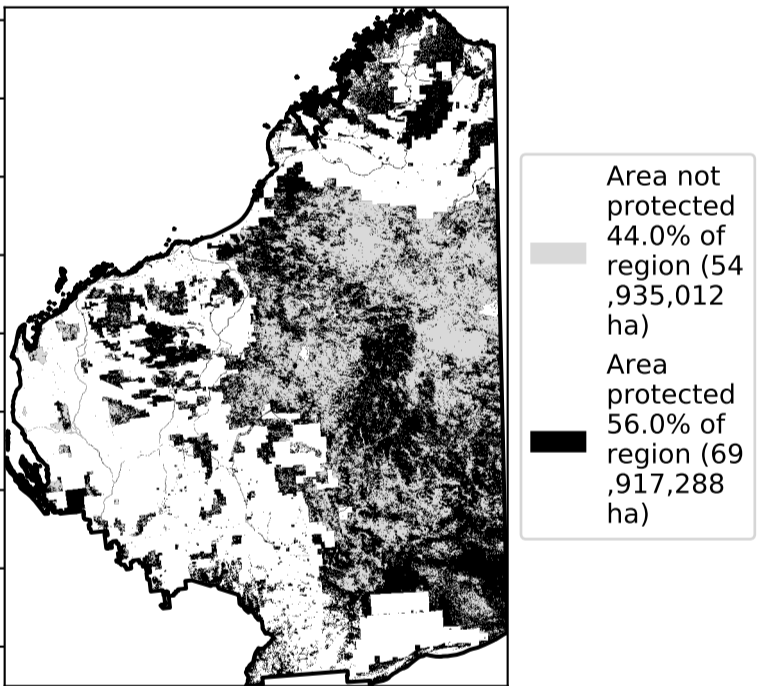 Area not
protected
44.0% of
region (54
,935,012
ha)
Area
protected
56.0% of
region (69
,917,288
ha)